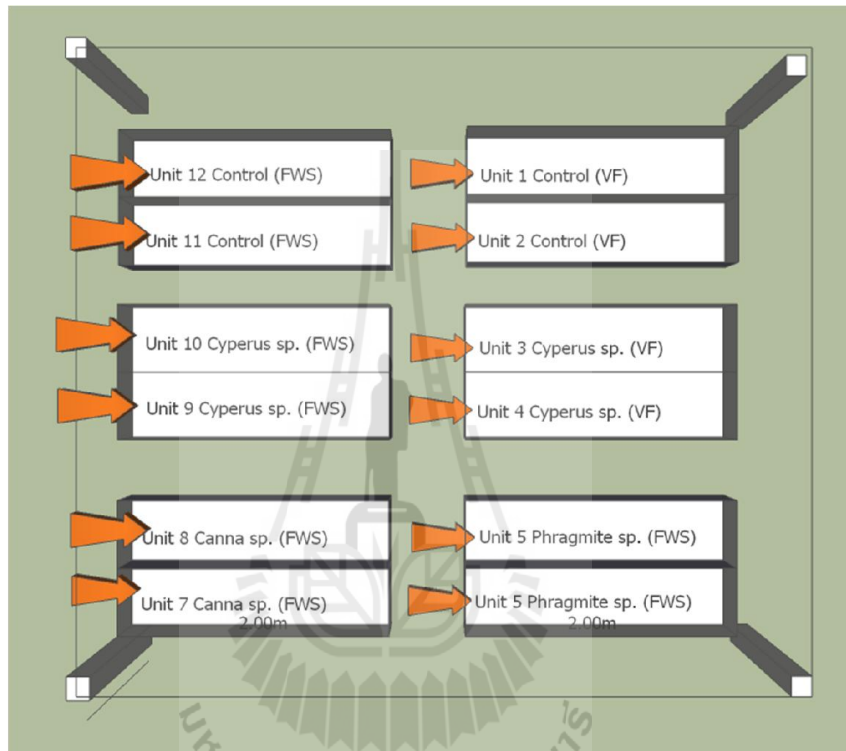 Unit 12 Control (FWS)
Unit 11 Control (FWS)
Unit 1 Control (VF)
Unit 2 Control (VF)
Unit 10 Cyperus sp. (FWS)
Unit 9 Cyperus sp. (FWS)
Unit 3 Cyperus sp. (VF)
Unit 4 Cyperus sp. (VF)
Unit 8 Canna sp. (FWS)
Unit 7 Canna sp. (FWS)
2.00m
Unit 5 Phragmite sp. (FWS)
Unit 5 Phragmite sp. (FWS)
2.00m